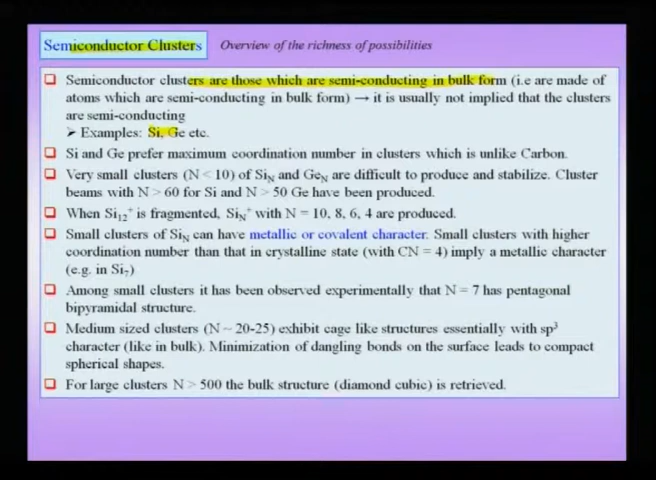 Semiconductor Clusters Overview of the richness of possibilities
❑ Semiconductor clusters are those which are semi-conducting in bulk form (i.e are made of
atoms which are semi-conducting in bulk form) → it is usually not implied that the clusters
are semi-conducting
➤ Examples: Si, Ge etc.
❑ Si and Ge prefer maximum coordination number in clusters which is unlike Carbon.
❑ Very small clusters (N < 10) of Si_N and Ge_N are difficult to produce and stabilize. Cluster
beams with N > 60 for Si and N > 50 Ge have been produced.
❑ When Si₁₂⁺ is fragmented, Si_N⁺ with N = 10, 8, 6, 4 are produced.
❑ Small clusters of Si_N can have metallic or covalent character. Small clusters with higher
coordination number than that in crystalline state (with CN = 4) imply a metallic character
(e.g. in Si₇)
❑ Among small clusters it has been observed experimentally that N = 7 has pentagonal
bipyramidal structure.
❑ Medium sized clusters (N ~ 20-25) exhibit cage like structures essentially with sp³
character (like in bulk). Minimization of dangling bonds on the surface leads to compact
spherical shapes.
❑ For large clusters N > 500 the bulk structure (diamond cubic) is retrieved.